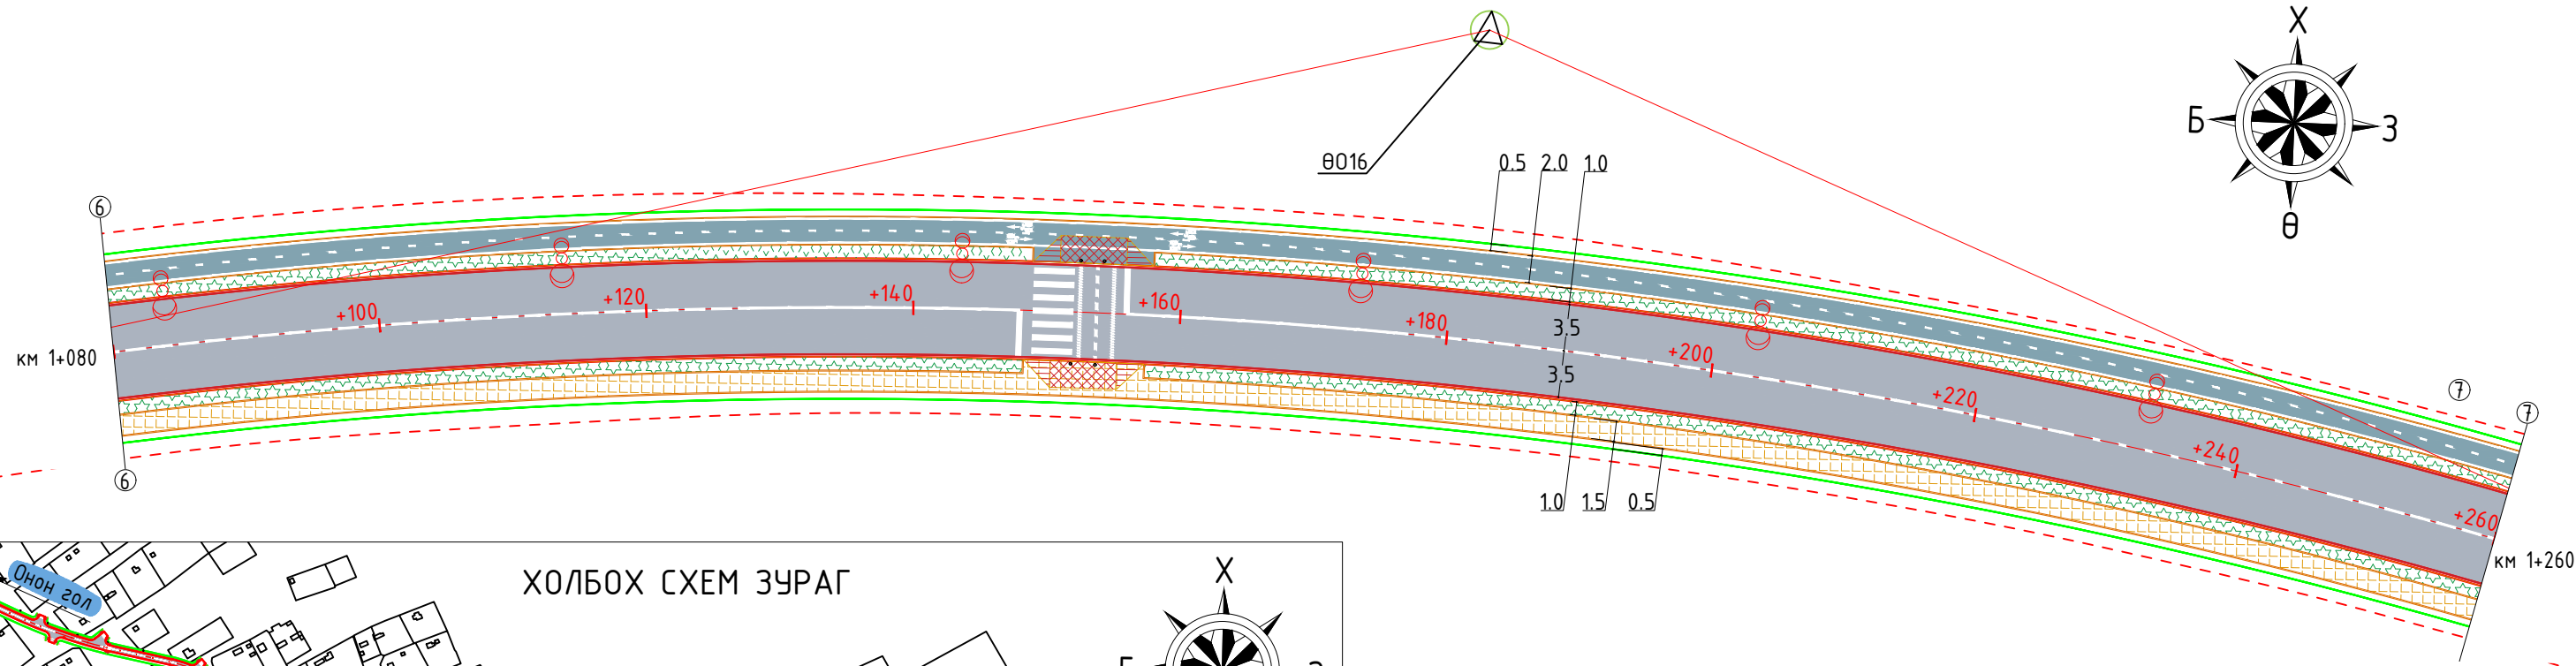 Х
Б
З
Ө
Ө016
0.5 2.0 1.0
6
км 1+080
+100
+120
+140
+160
+180
+200
+220
+240
+260
3.5
3.5
7
7
км 1+260
6
1.0 1.5 0.5
ХОЛБОХ СХЕМ ЗУРАГ
Онон гол
Х